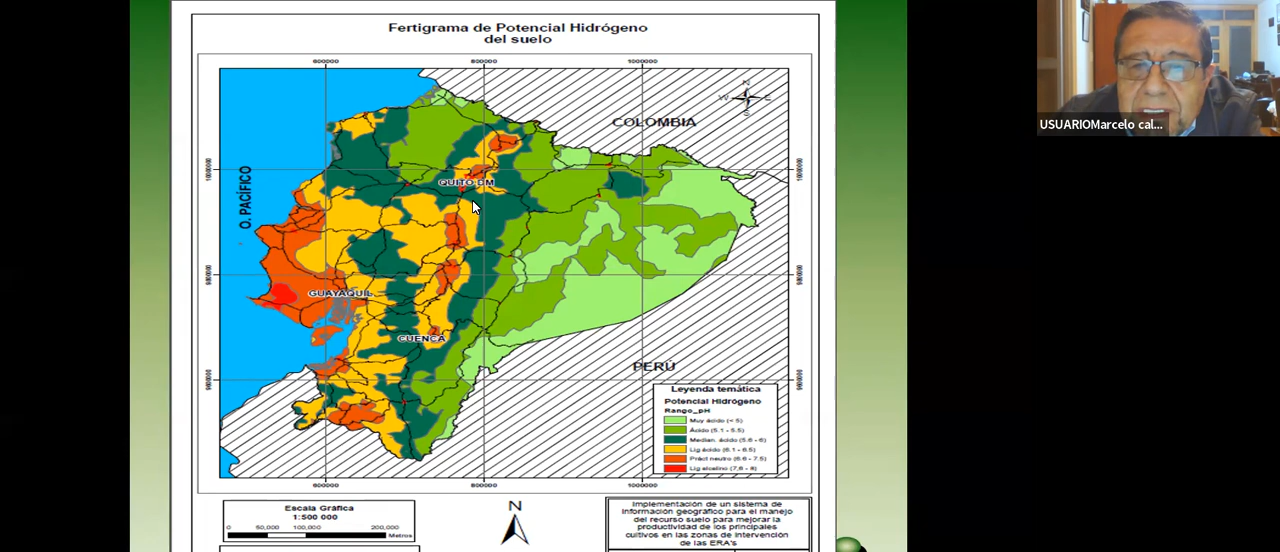 Fertigrama de Potencial Hidrógeno
del suelo
600000
800000
1000000
N
W
E
S
COLOMBIA
USUARIOMarcelo cal...
1000000
1000000
QUITO DM
O. PACÍFICO
GUAYAQUIL
CUENCA
PERÚ
Leyenda temática
Potencial Hidrógeno
Rango_pH
Muy ácido (< 5)
Ácido (5.1 - 5.5)
Median. ácido (5.6 - 6)
Lig ácido (6.1 - 6.5)
Práct neutro (6.6 - 7.5)
Lig alcalino (7,6 - 8)
600000
800000
1000000
Escala Gráfica
1:500 000
0
50,000
100,000
200,000
Metros
N
Implementación de un sistema de
información geográfico para el manejo
del recurso suelo para mejorar la
productividad de los principales
cultivos en las zonas de intervención
de las ERA's